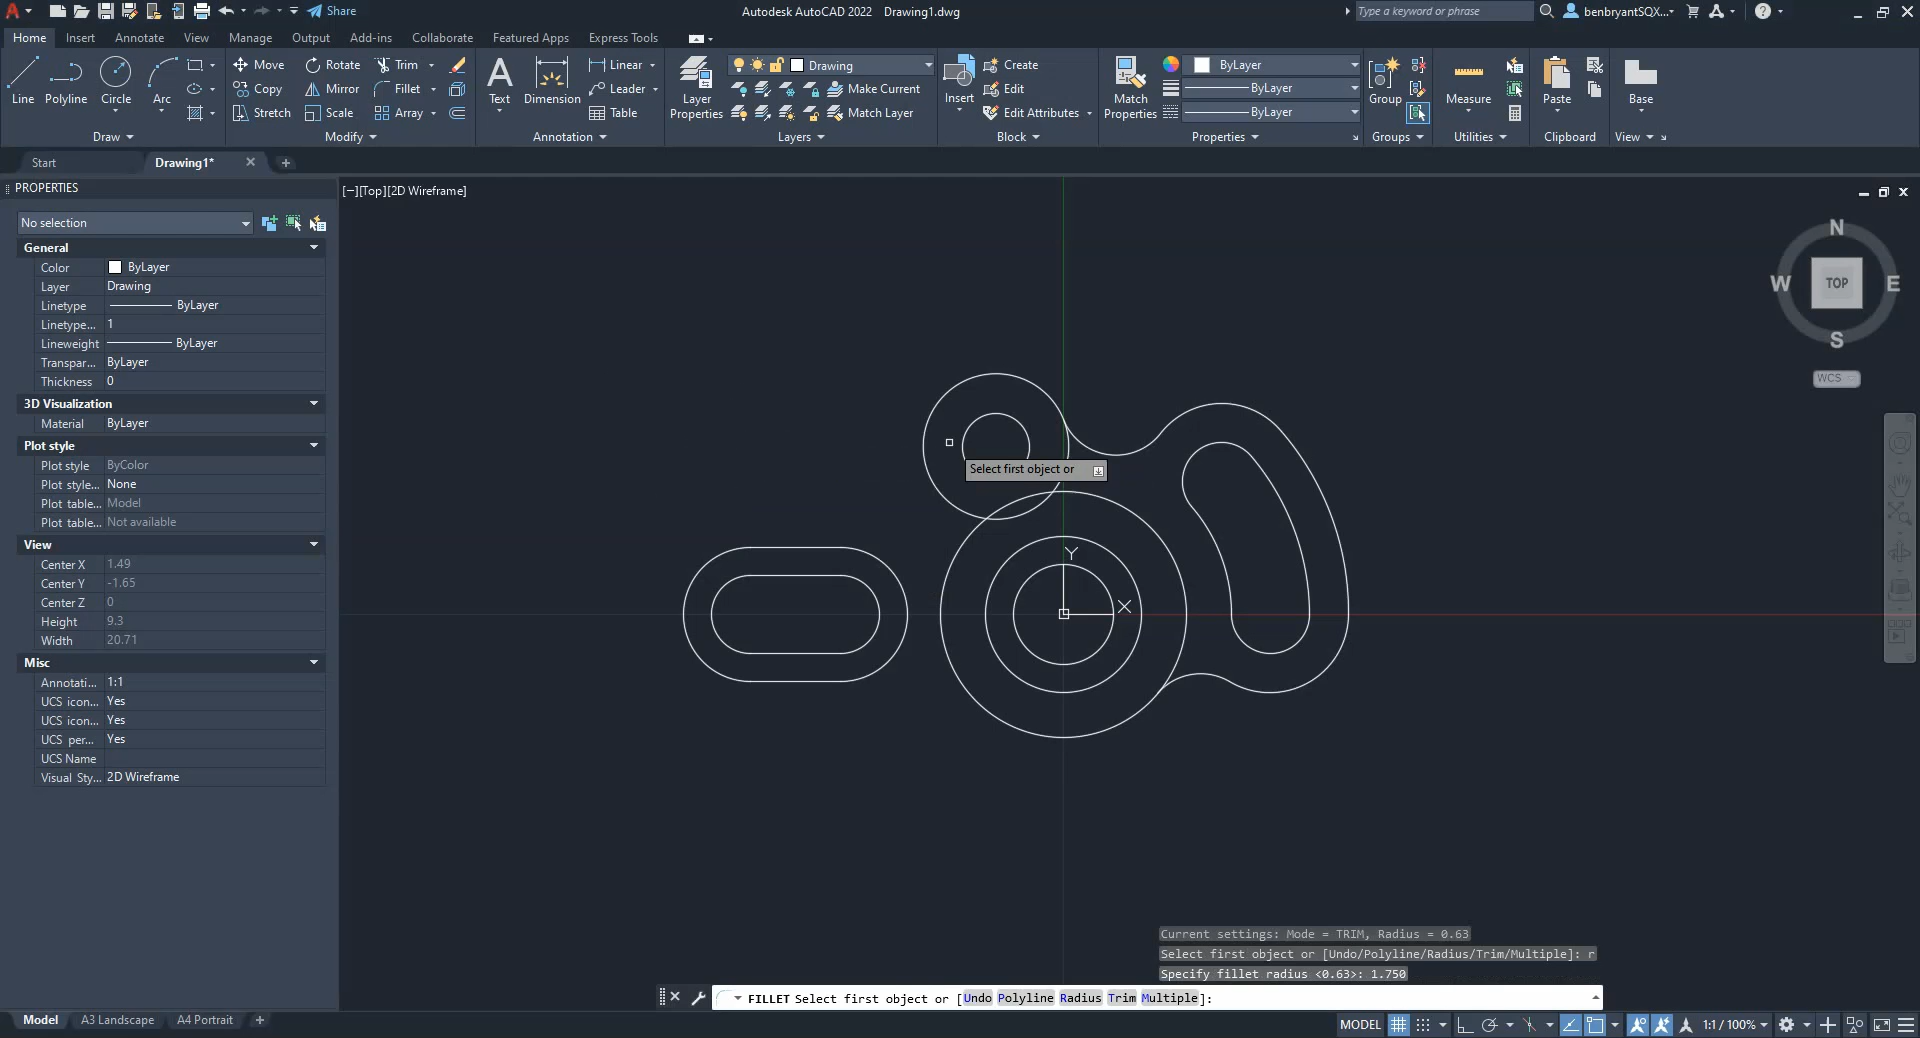 Share
Autodesk AutoCAD 2022 Drawing1.dwg
Type a keyword or phrase
benbryantSQX...
Home Insert Annotate View Manage Output Add-ins Collaborate Featured Apps Express Tools
Line Polyline Circle Arc
Draw
Move Rotate Trim
Copy Mirror Fillet
Stretch Scale Array
Modify
Text Dimension
Linear
Leader
Table
Annotation
Layer Properties
Drawing
Make Current
Match Layer
Layers
Insert
Create
Edit
Edit Attributes
Block
Match Properties
ByLayer
ByLayer
ByLayer
Properties
Group
Groups
Measure
Utilities
Paste
Clipboard
Base
View
Start Drawing1*
PROPERTIES
No selection
General
Color ByLayer
Layer Drawing
Linetype ByLayer
Linetype... 1
Lineweight ByLayer
Transpar... ByLayer
Thickness 0
3D Visualization
Material ByLayer
Plot style
Plot style ByColor
Plot style... None
Plot table... Model
Plot table... Not available
View
Center X 1.49
Center Y -1.65
Center Z 0
Height 9.3
Width 20.71
Misc
Annotati... 1:1
UCS icon... Yes
UCS icon... Yes
UCS per... Yes
UCS Name
Visual Sty... 2D Wireframe
[−][Top][2D Wireframe]
N
W TOP E
S
WCS
Select first object or
Y
X
Current settings: Mode = TRIM, Radius = 0.63
Select first object or [Undo/Polyline/Radius/Trim/Multiple]: r
Specify fillet radius <0.63>: 1.750
FILLET Select first object or [Undo Polyline Radius Trim Multiple]:
Model A3 Landscape A4 Portrait
MODEL 1:1 / 100%